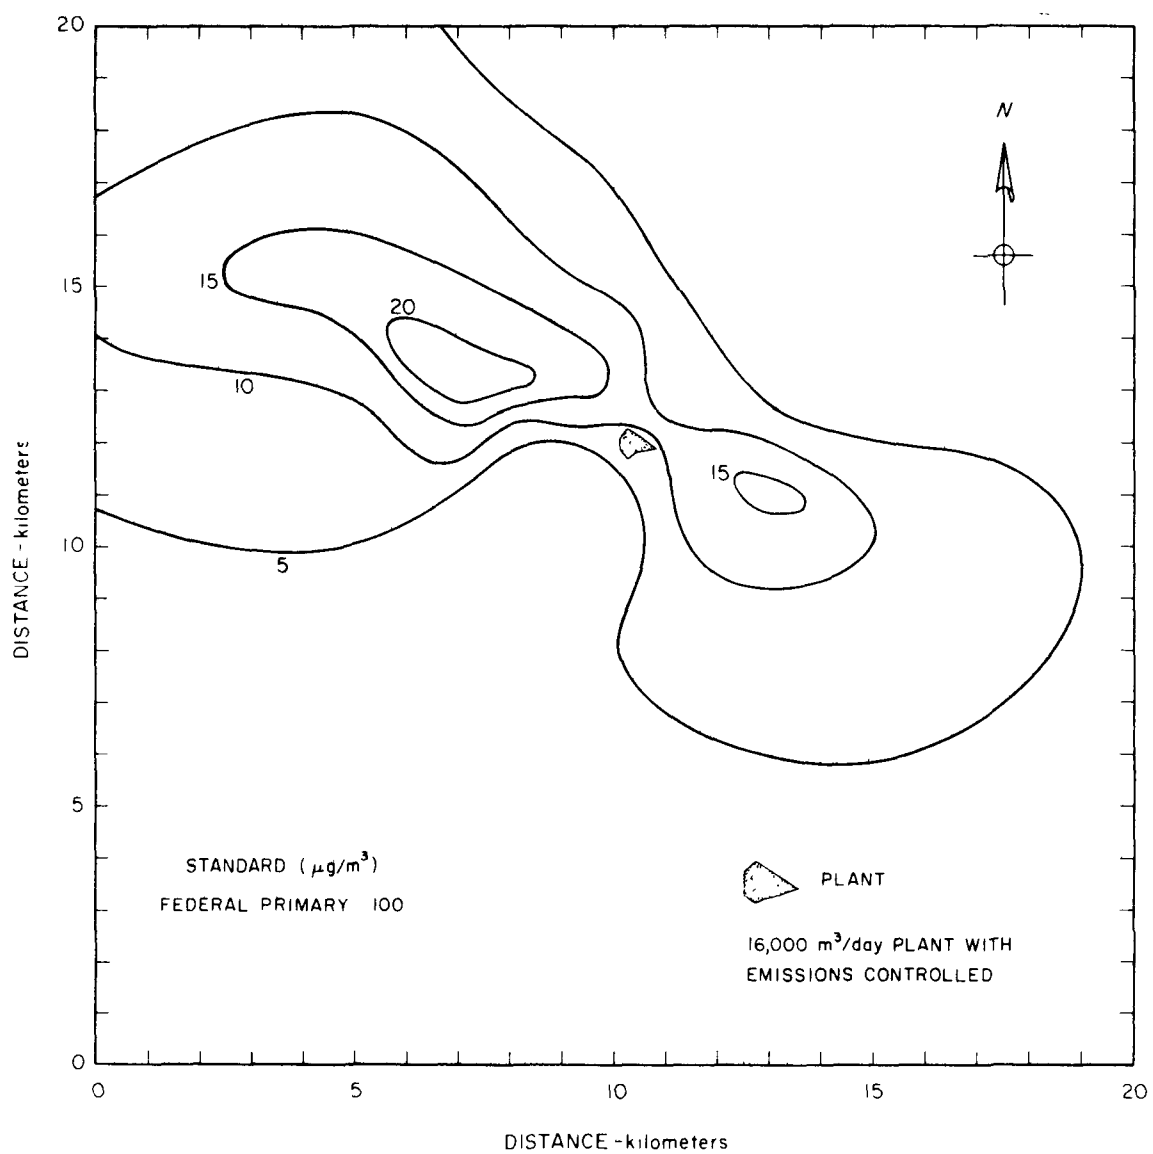 20
N
15
15
20
10
15
10
5
DISTANCE-kilometers
5
STANDARD (μg/m³)
FEDERAL PRIMARY 100
PLANT
16,000 m³/day PLANT WITH
EMISSIONS CONTROLLED
0
0 5 10 15 20
DISTANCE-kilometers